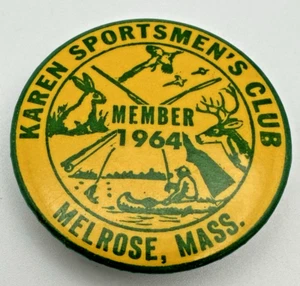 KAREN SPORTSMEN'S CLUB
MEMBER
1964
MELROSE, MASS.